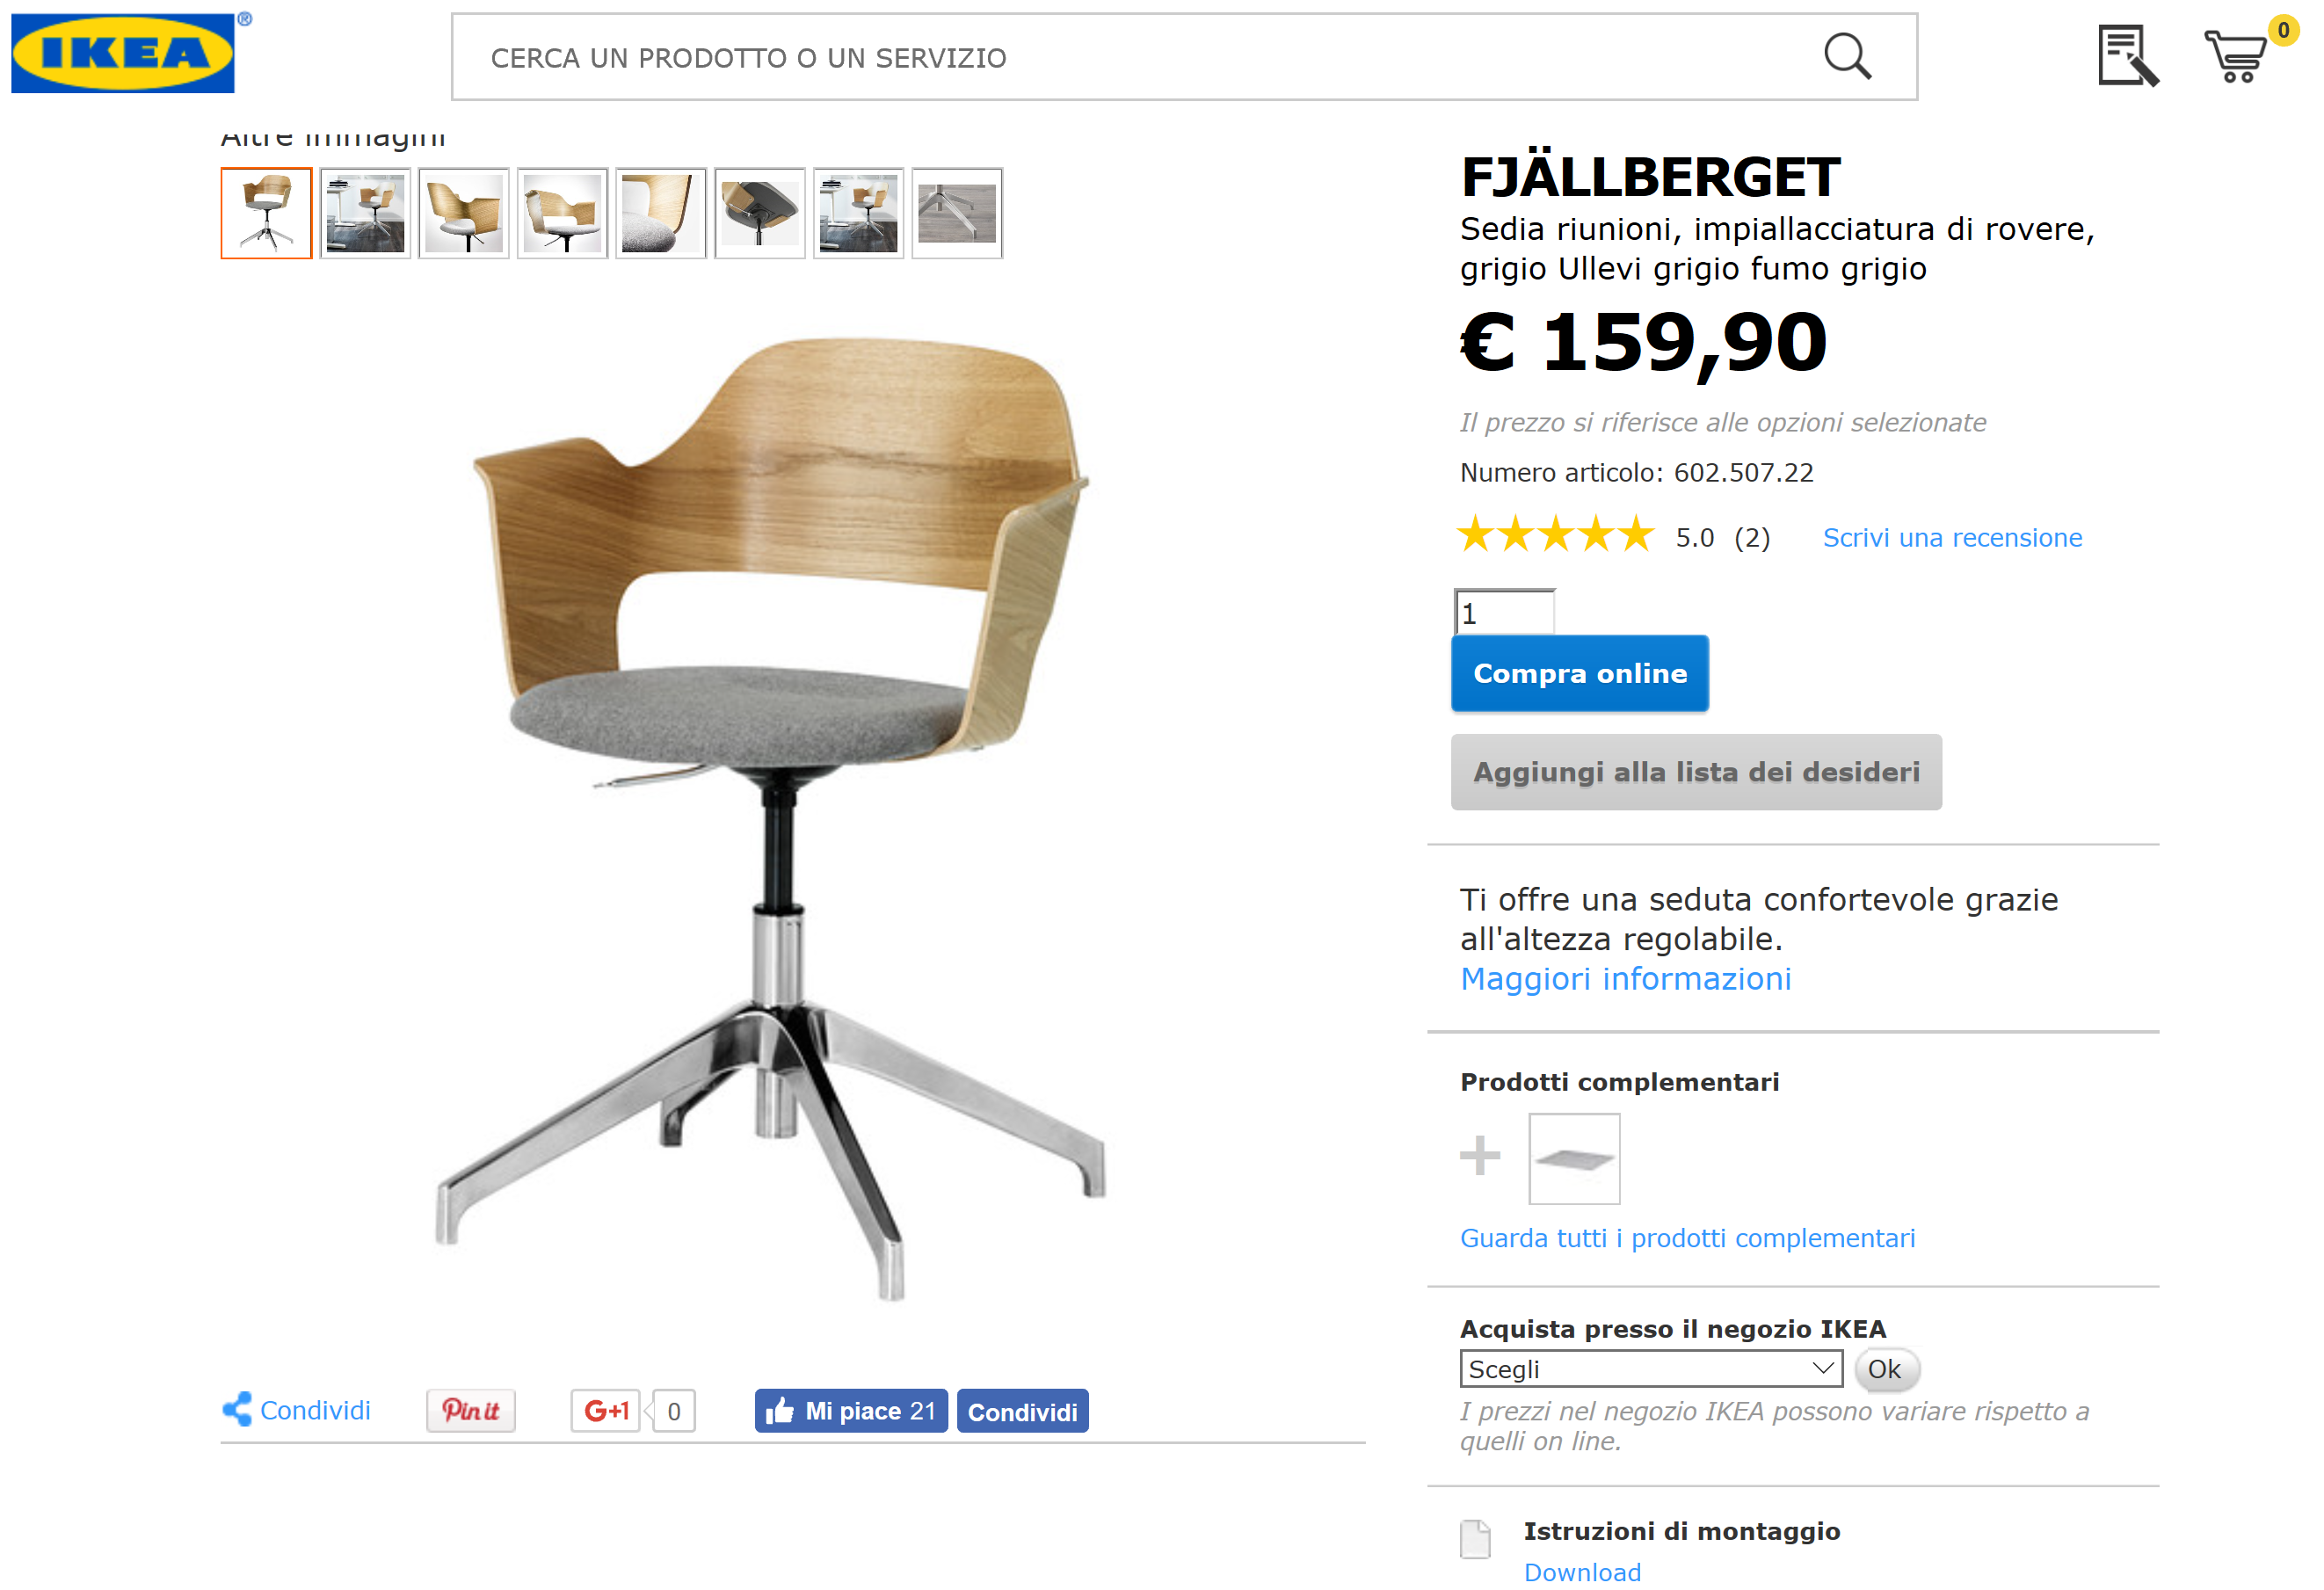 IKEA®
CERCA UN PRODOTTO O UN SERVIZIO
0
Altre immagini
FJÄLLBERGET
Sedia riunioni, impiallacciatura di rovere,
grigio Ullevi grigio fumo grigio
€ 159,90
Il prezzo si riferisce alle opzioni selezionate
Numero articolo: 602.507.22
5.0 (2) Scrivi una recensione
1
Compra online
Aggiungi alla lista dei desideri
Ti offre una seduta confortevole grazie
all'altezza regolabile.
Maggiori informazioni
Prodotti complementari
Guarda tutti i prodotti complementari
Acquista presso il negozio IKEA
Scegli Ok
I prezzi nel negozio IKEA possono variare rispetto a
quelli on line.
Istruzioni di montaggio
Download
Condividi Pin it G+1 0 Mi piace 21 Condividi